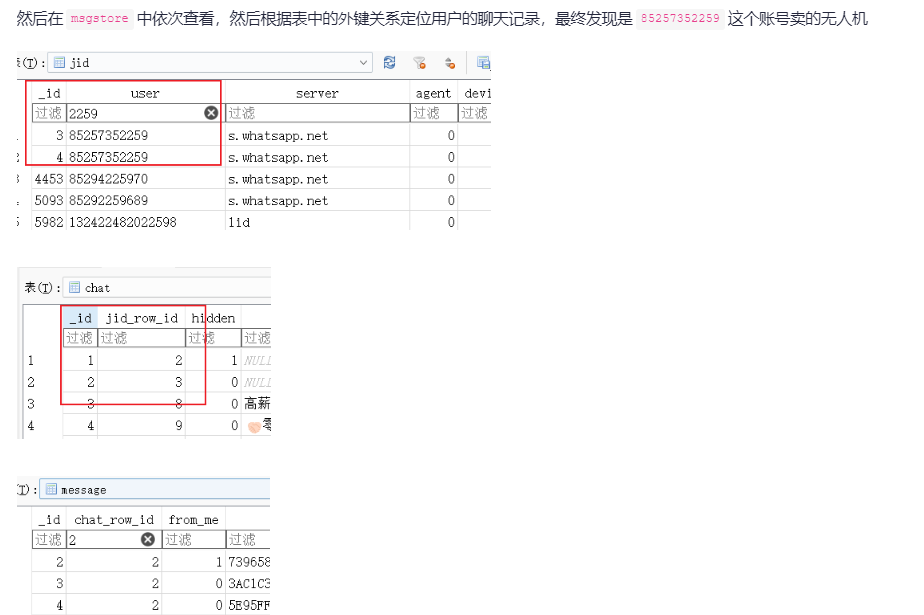 然后在 msgstore 中依次查看，然后根据表中的外键关系定位用户的聊天记录，最终发现是 85257352259 这个账号卖的无人机
(T): jid
_id user server agent devi
过滤 2259 过滤 过滤 过滤
3 85257352259 s.whatsapp.net 0
4 85257352259 s.whatsapp.net 0
4453 85294225970 s.whatsapp.net 0
5093 85292259689 s.whatsapp.net 0
5982 132422482022598 lid 0
表(T): chat
_id jid_row_id hidden
过滤 过滤 过滤 过滤
1 1 2 1 NULL
2 2 3 0 NULL
3 3 8 0 高薪
4 4 9 0
(T): message
_id chat_row_id from_me
过滤 2 过滤 过滤
2 2 1 739658
3 2 0 3AC1C3
4 2 0 5E95FF